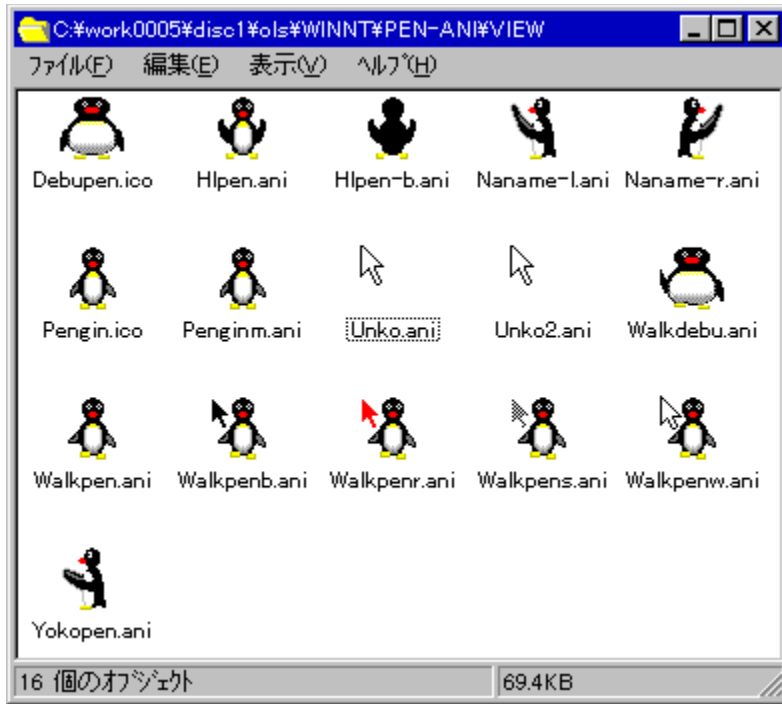 C:¥work0005¥disc1¥ols¥WINNT¥PEN-ANI¥VIEW
ﾌｧｲﾙ(F) 編集(E) 表示(V) ﾍﾙﾌﾟ(H)
Debupen.ico HIpen.ani HIpen-b.ani Naname-l.ani Naname-r.ani
Pengin.ico Penginm.ani Unko.ani Unko2.ani Walkdebu.ani
Walkpen.ani Walkpenb.ani Walkpenr.ani Walkpens.ani Walkpenw.ani
Yokopen.ani
16 個のｵﾌﾞｼﾞｪｸﾄ 69.4KB